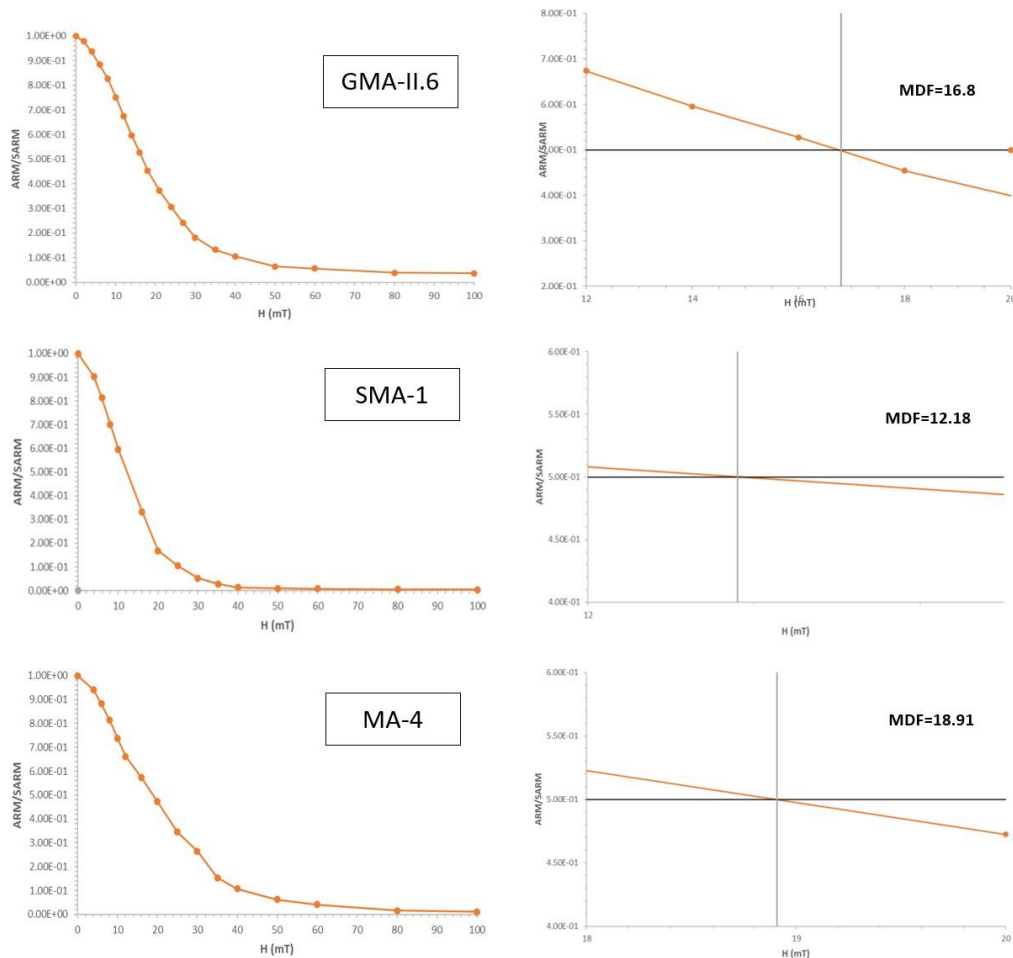 1.00E+00
9.00E-01
8.00E-01
7.00E-01
6.00E-01
5.00E-01
4.00E-01
3.00E-01
2.00E-01
1.00E-01
0.00E+00
ARM/SARM
0 10 20 30 40 50 60 70 80 90 100
H (mT)
GMA-II.6
8.00E-01
7.00E-01
6.00E-01
5.00E-01
4.00E-01
3.00E-01
2.00E-01
ARM/SARM
12 14 16 18 20
H (mT)
MDF=16.8
1.00E+00
9.00E-01
8.00E-01
7.00E-01
6.00E-01
5.00E-01
4.00E-01
3.00E-01
2.00E-01
1.00E-01
0.00E+00
ARM/SARM
0 10 20 30 40 50 60 70 80 90 100
H (mT)
SMA-1
6.00E-01
5.50E-01
5.00E-01
4.50E-01
4.00E-01
ARM/SARM
12
H (mT)
MDF=12.18
1.00E+00
9.00E-01
8.00E-01
7.00E-01
6.00E-01
5.00E-01
4.00E-01
3.00E-01
2.00E-01
1.00E-01
0.00E+00
ARM/SARM
0 10 20 30 40 50 60 70 80 90 100
H (mT)
MA-4
6.00E-01
5.50E-01
5.00E-01
4.50E-01
4.00E-01
ARM/SARM
18 19 20
H (mT)
MDF=18.91